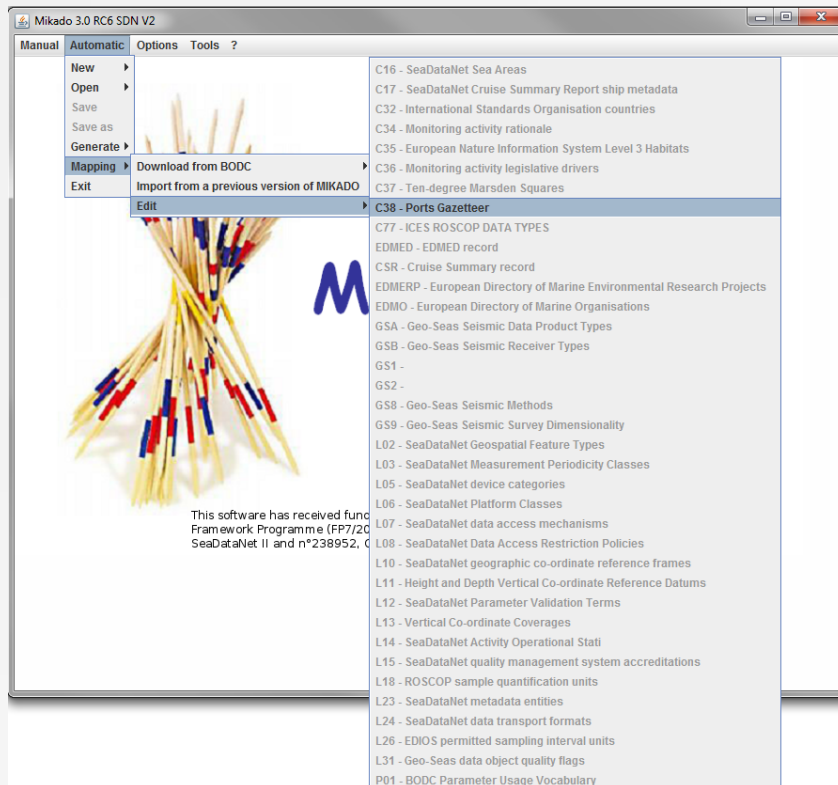 Mikado 3.0 RC6 SDN V2
Manual Automatic Options Tools ?
New
Open
Save
Save as
Generate
Mapping
Exit
Download from BODC
Import from a previous version of MIKADO
Edit
C16 - SeaDataNet Sea Areas
C17 - SeaDataNet Cruise Summary Report ship metadata
C32 - International Standards Organisation countries
C34 - Monitoring activity rationale
C35 - European Nature Information System Level 3 Habitats
C36 - Monitoring activity legislative drivers
C37 - Ten-degree Marsden Squares
C38 - Ports Gazetteer
C77 - ICES ROSCOP DATA TYPES
EDMED - EDMED record
CSR - Cruise Summary record
EDMERP - European Directory of Marine Environmental Research Projects
EDMO - European Directory of Marine Organisations
GSA - Geo-Seas Seismic Data Product Types
GSB - Geo-Seas Seismic Receiver Types
GS1 -
GS2 -
GS8 - Geo-Seas Seismic Methods
GS9 - Geo-Seas Seismic Survey Dimensionality
L02 - SeaDataNet Geospatial Feature Types
L03 - SeaDataNet Measurement Periodicity Classes
L05 - SeaDataNet device categories
L06 - SeaDataNet Platform Classes
L07 - SeaDataNet data access mechanisms
L08 - SeaDataNet Data Access Restriction Policies
L10 - SeaDataNet geographic co-ordinate reference frames
L11 - Height and Depth Vertical Co-ordinate Reference Datums
L12 - SeaDataNet Parameter Validation Terms
L13 - Vertical Co-ordinate Coverages
L14 - SeaDataNet Activity Operational Stati
L15 - SeaDataNet quality management system accreditations
L18 - ROSCOP sample quantification units
L23 - SeaDataNet metadata entities
L24 - SeaDataNet data transport formats
L26 - EDIOS permitted sampling interval units
L31 - Geo-Seas data object quality flags
P01 - BODC Parameter Usage Vocabulary
M
This software has received fund
Framework Programme (FP7/20
SeaDataNet II and n°238952, G